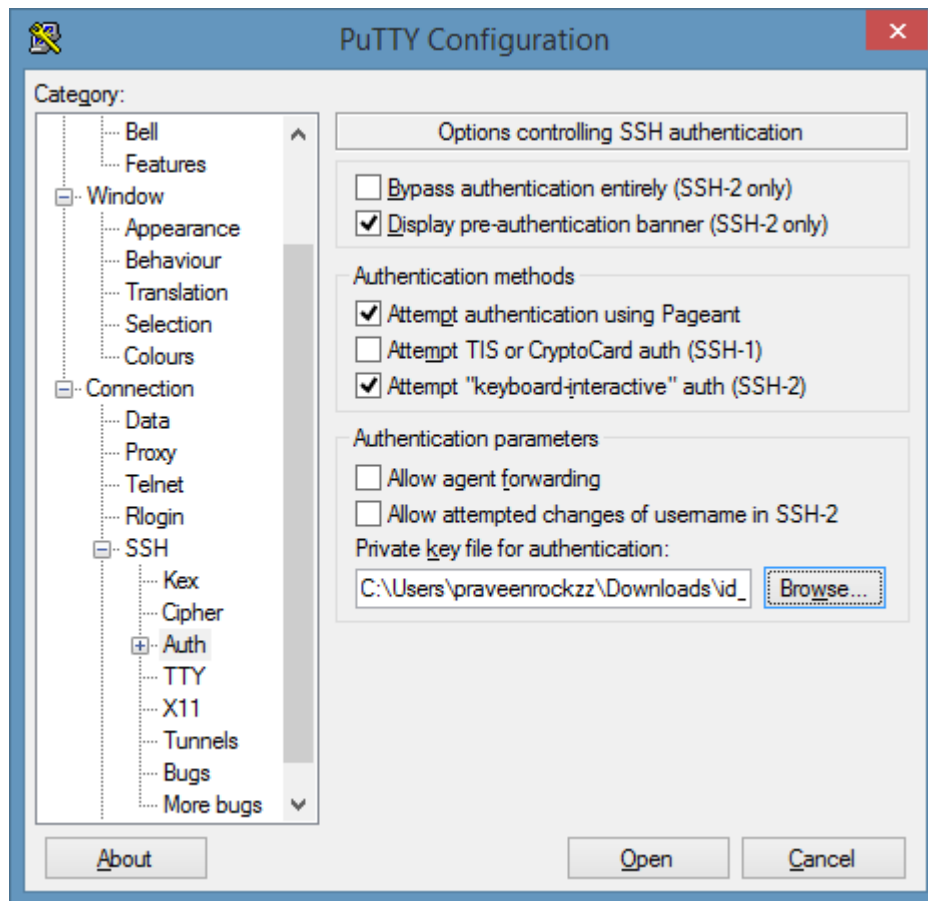 PuTTY Configuration
Category:
Bell
Features
Window
Appearance
Behaviour
Translation
Selection
Colours
Connection
Data
Proxy
Telnet
Rlogin
SSH
Kex
Cipher
Auth
TTY
X11
Tunnels
Bugs
More bugs
Options controlling SSH authentication
Bypass authentication entirely (SSH-2 only)
Display pre-authentication banner (SSH-2 only)
Authentication methods
Attempt authentication using Pageant
Attempt TIS or CryptoCard auth (SSH-1)
Attempt "keyboard-interactive" auth (SSH-2)
Authentication parameters
Allow agent forwarding
Allow attempted changes of username in SSH-2
Private key file for authentication:
C:\Users\praveenrockzz\Downloads\id_ Browse...
About Open Cancel